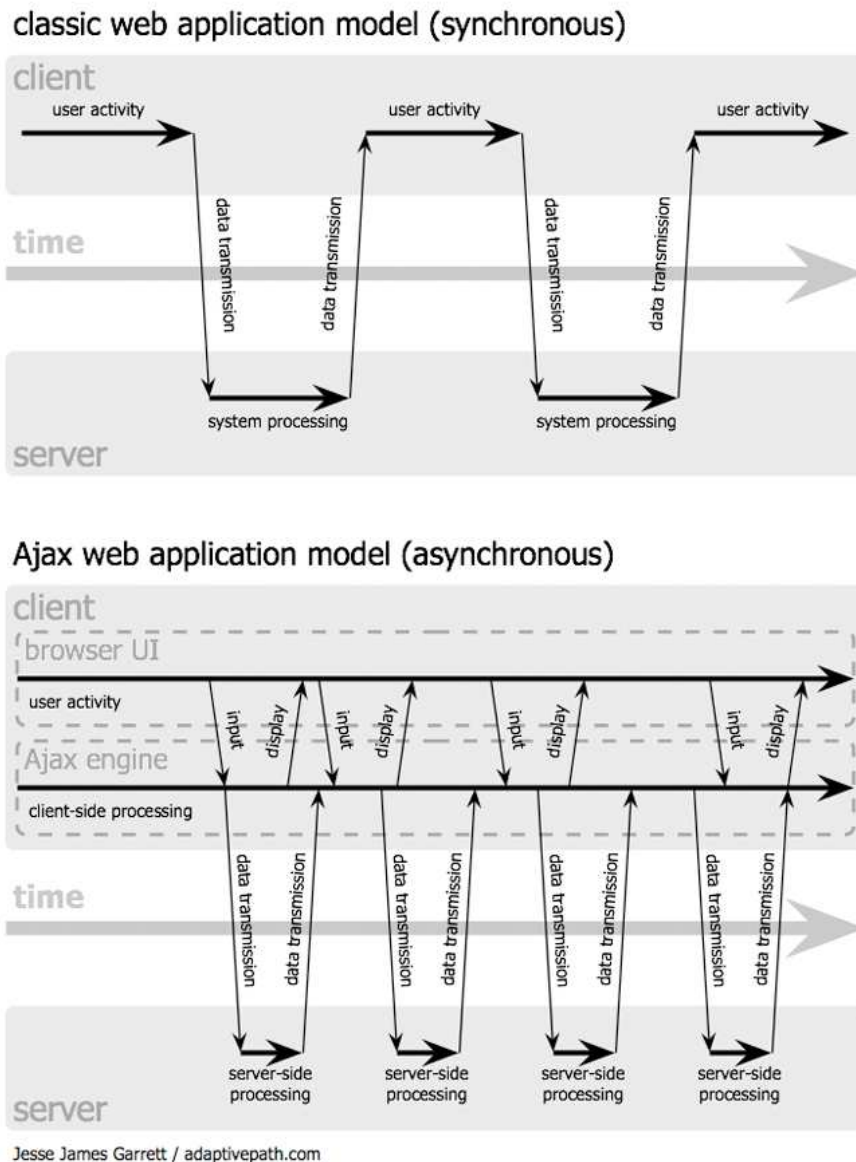 classic web application model (synchronous)
client
user activity
user activity
user activity
data transmission
data transmission
data transmission
data transmission
time
system processing
system processing
server
Ajax web application model (asynchronous)
client
browser UI
user activity
input
display
input
display
input
display
input
display
Ajax engine
client-side processing
data transmission
data transmission
data transmission
data transmission
data transmission
data transmission
data transmission
data transmission
time
server-side
processing
server-side
processing
server-side
processing
server-side
processing
server
Jesse James Garrett / adaptivepath.com